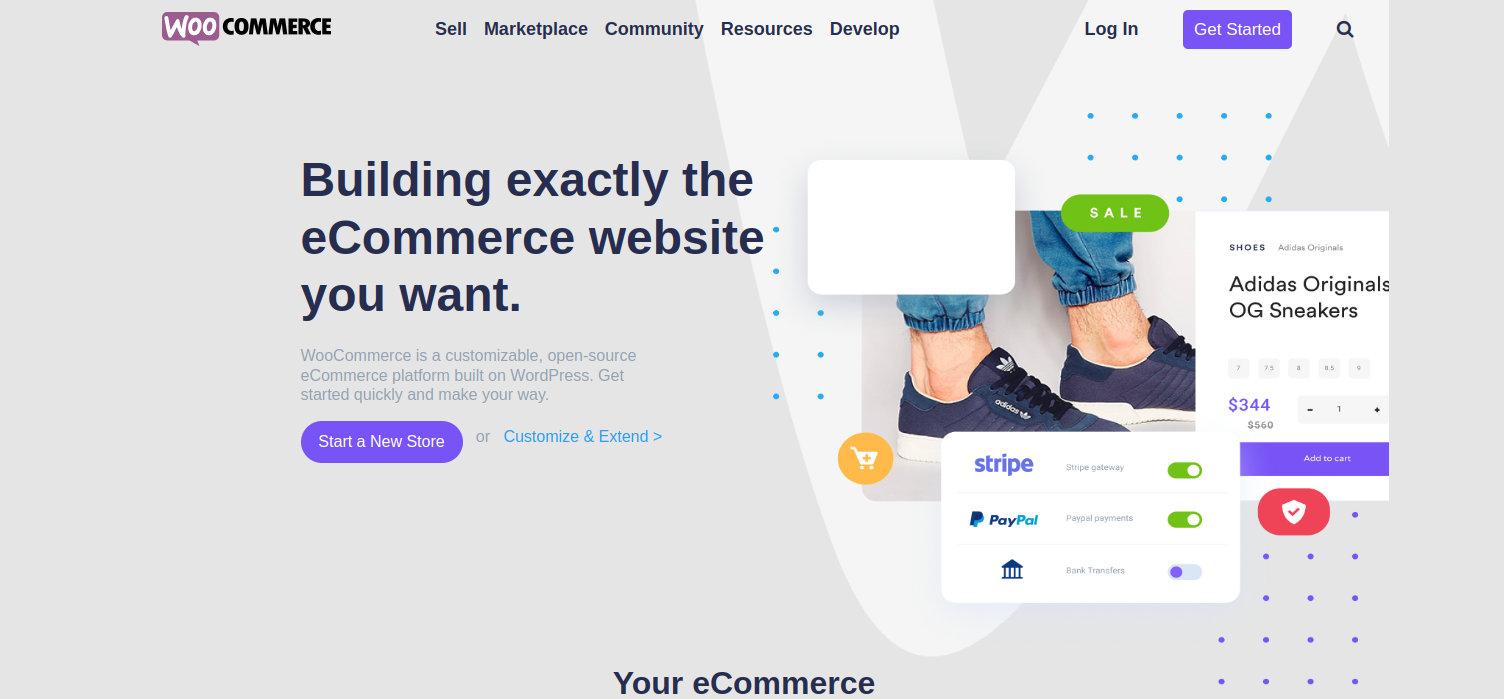 WOO COMMERCE
Sell Marketplace Community Resources Develop
Log In
Get Started
Building exactly the
eCommerce website
you want.
WooCommerce is a customizable, open-source
eCommerce platform built on WordPress. Get
started quickly and make your way.
Start a New Store or Customize & Extend >
SALE
SHOES Adidas Originals
Adidas Originals
OG Sneakers
7 7.5 8 8.5 9
$344 - 1 +
$560
Add to cart
adidas
stripe Stripe gateway
PayPal Paypal payments
Bank Transfers
Your eCommerce